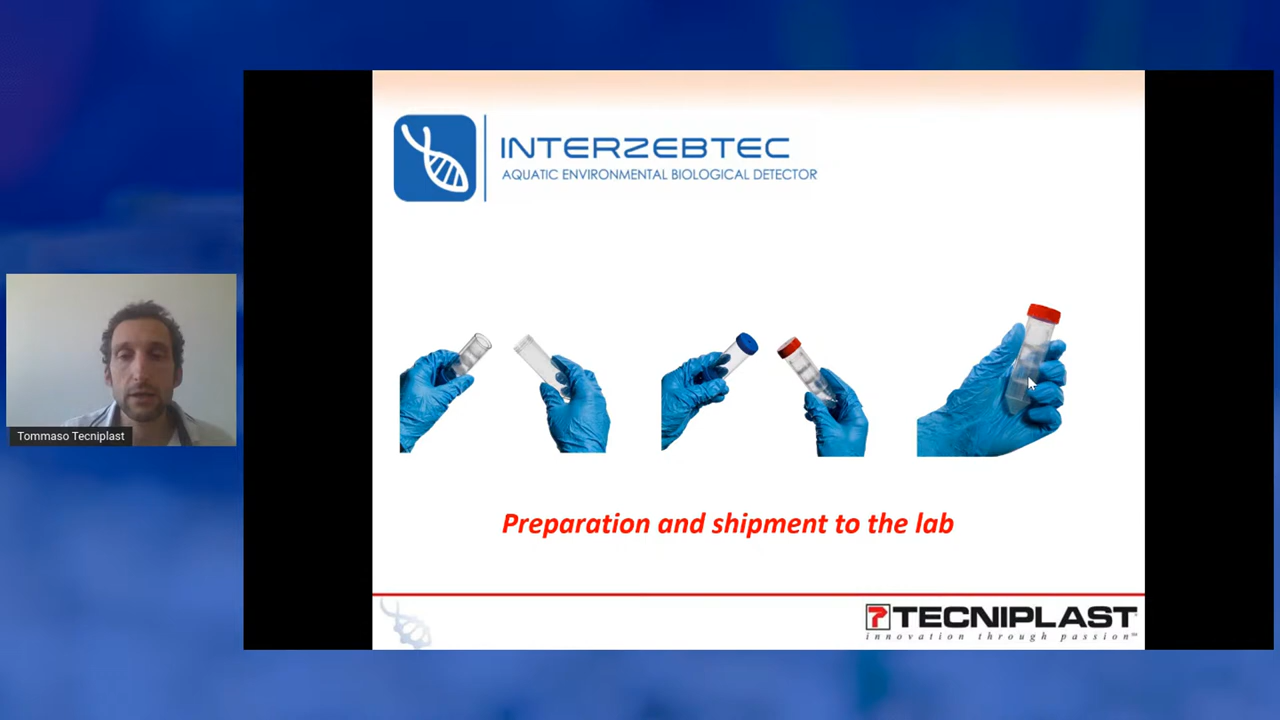 INTERZEBTEC
AQUATIC ENVIRONMENTAL BIOLOGICAL DETECTOR
Tommaso Tecniplast
Preparation and shipment to the lab
TECNIPLAST
innovation through passion